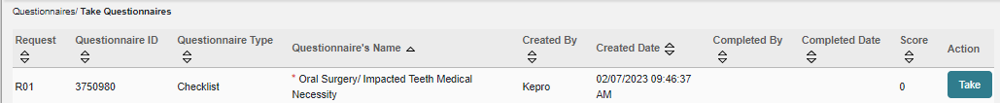 Questionnaires/ Take Questionnaires
Request Questionnaire ID Questionnaire Type Questionnaire's Name Created By Created Date Completed By Completed Date Score Action
R01 3750980 Checklist * Oral Surgery/ Impacted Teeth Medical Kepro 02/07/2023 09:46:37 0 Take
Necessity AM